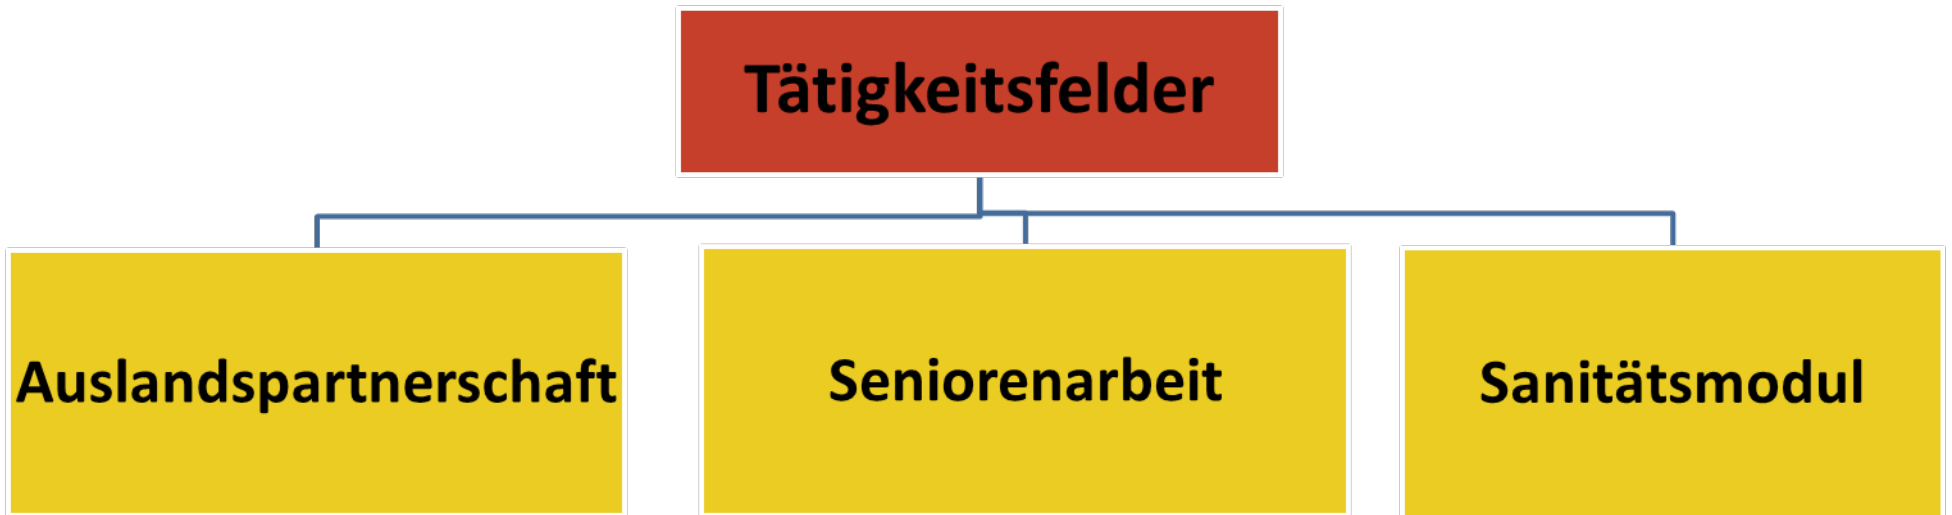 Tätigkeitsfelder
Auslandspartnerschaft
Seniorenarbeit
Sanitätsmodul